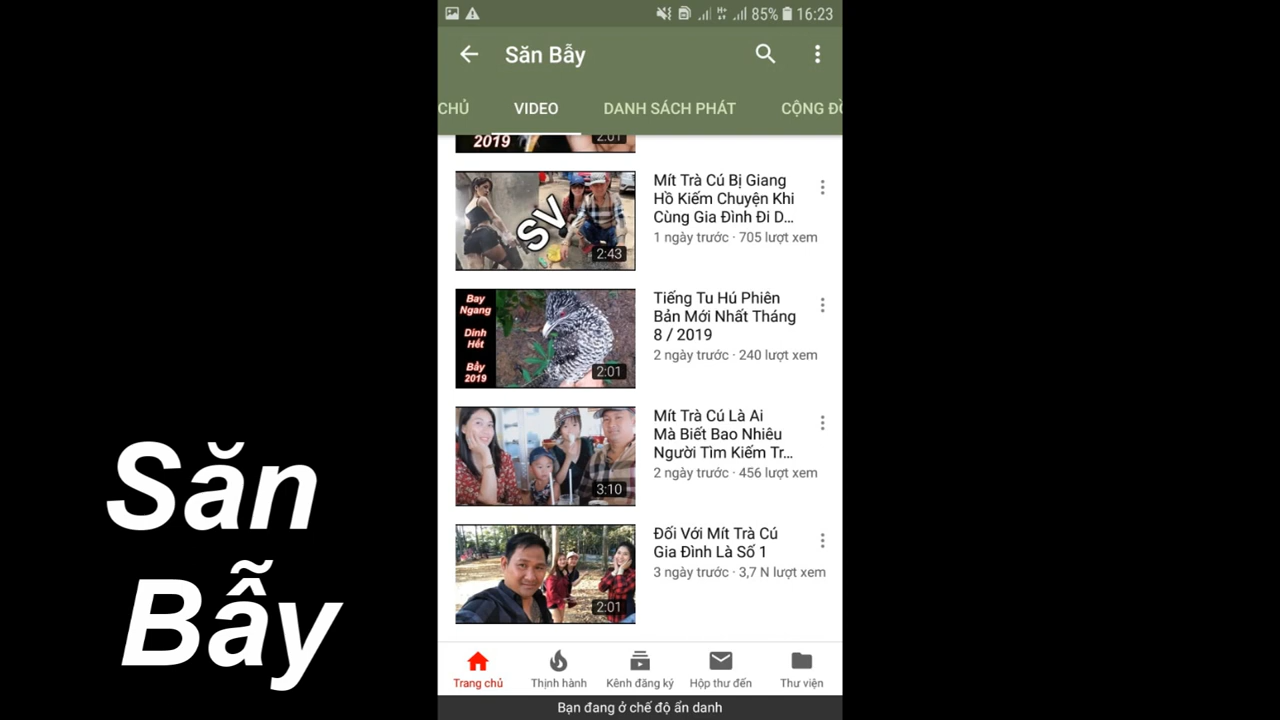 85% 16:23
Săn Bẫy
CHỦ VIDEO DANH SÁCH PHÁT CỘNG ĐỒ
2019
2:01
Mít Trà Cú Bị Giang
Hồ Kiếm Chuyện Khi
Cùng Gia Đình Đi D...
1 ngày trước · 705 lượt xem
SV
2:43
Tiếng Tu Hú Phiên
Bản Mới Nhất Tháng
8 / 2019
2 ngày trước · 240 lượt xem
Bay
Ngang
Dính
Hết
Bẫy
2019
2:01
Mít Trà Cú Là Ai
Mà Biết Bao Nhiêu
Người Tìm Kiếm Tr...
2 ngày trước · 456 lượt xem
3:10
Đối Với Mít Trà Cú
Gia Đình Là Số 1
3 ngày trước · 3,7 N lượt xem
2:01
Trang chủ Thịnh hành Kênh đăng ký Hộp thư đến Thư viện
Bạn đang ở chế độ ẩn danh
Săn
Bẫy